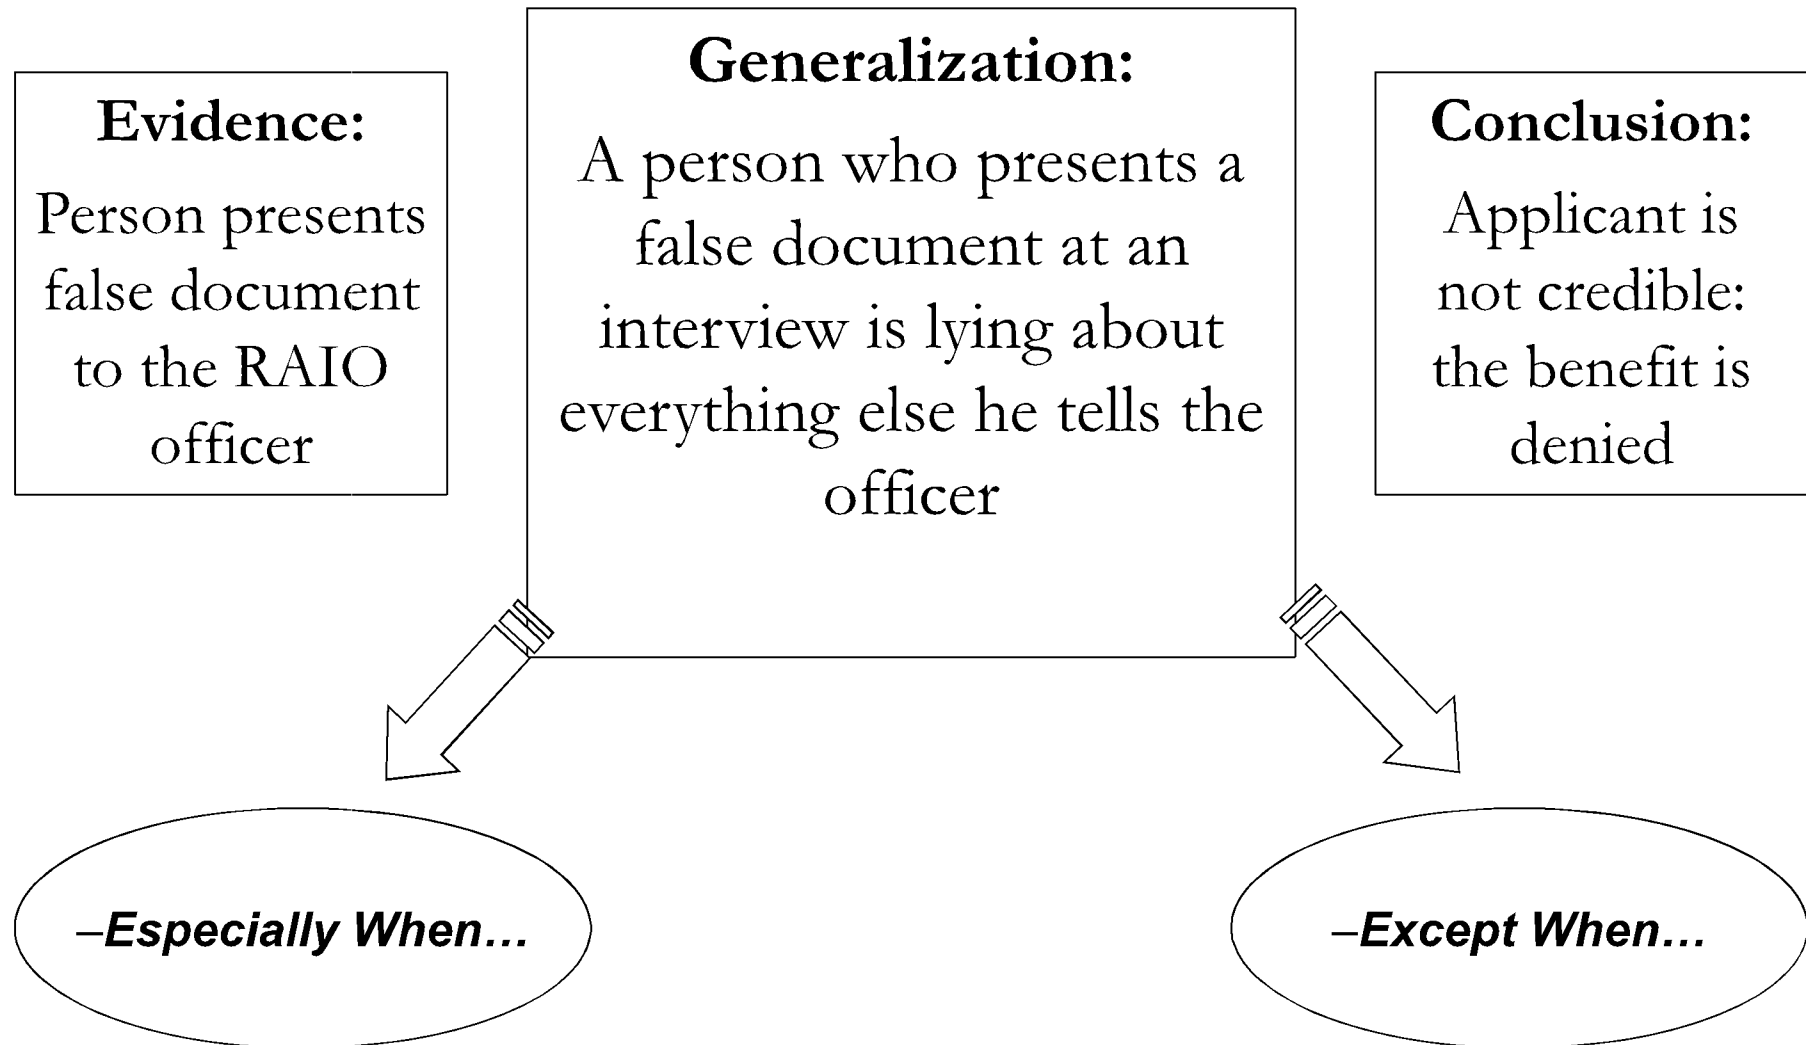 Evidence:
Person presents
false document
to the RAIO
officer
Generalization:
A person who presents a
false document at an
interview is lying about
everything else he tells the
officer
Conclusion:
Applicant is
not credible:
the benefit is
denied
–Especially When…
–Except When…